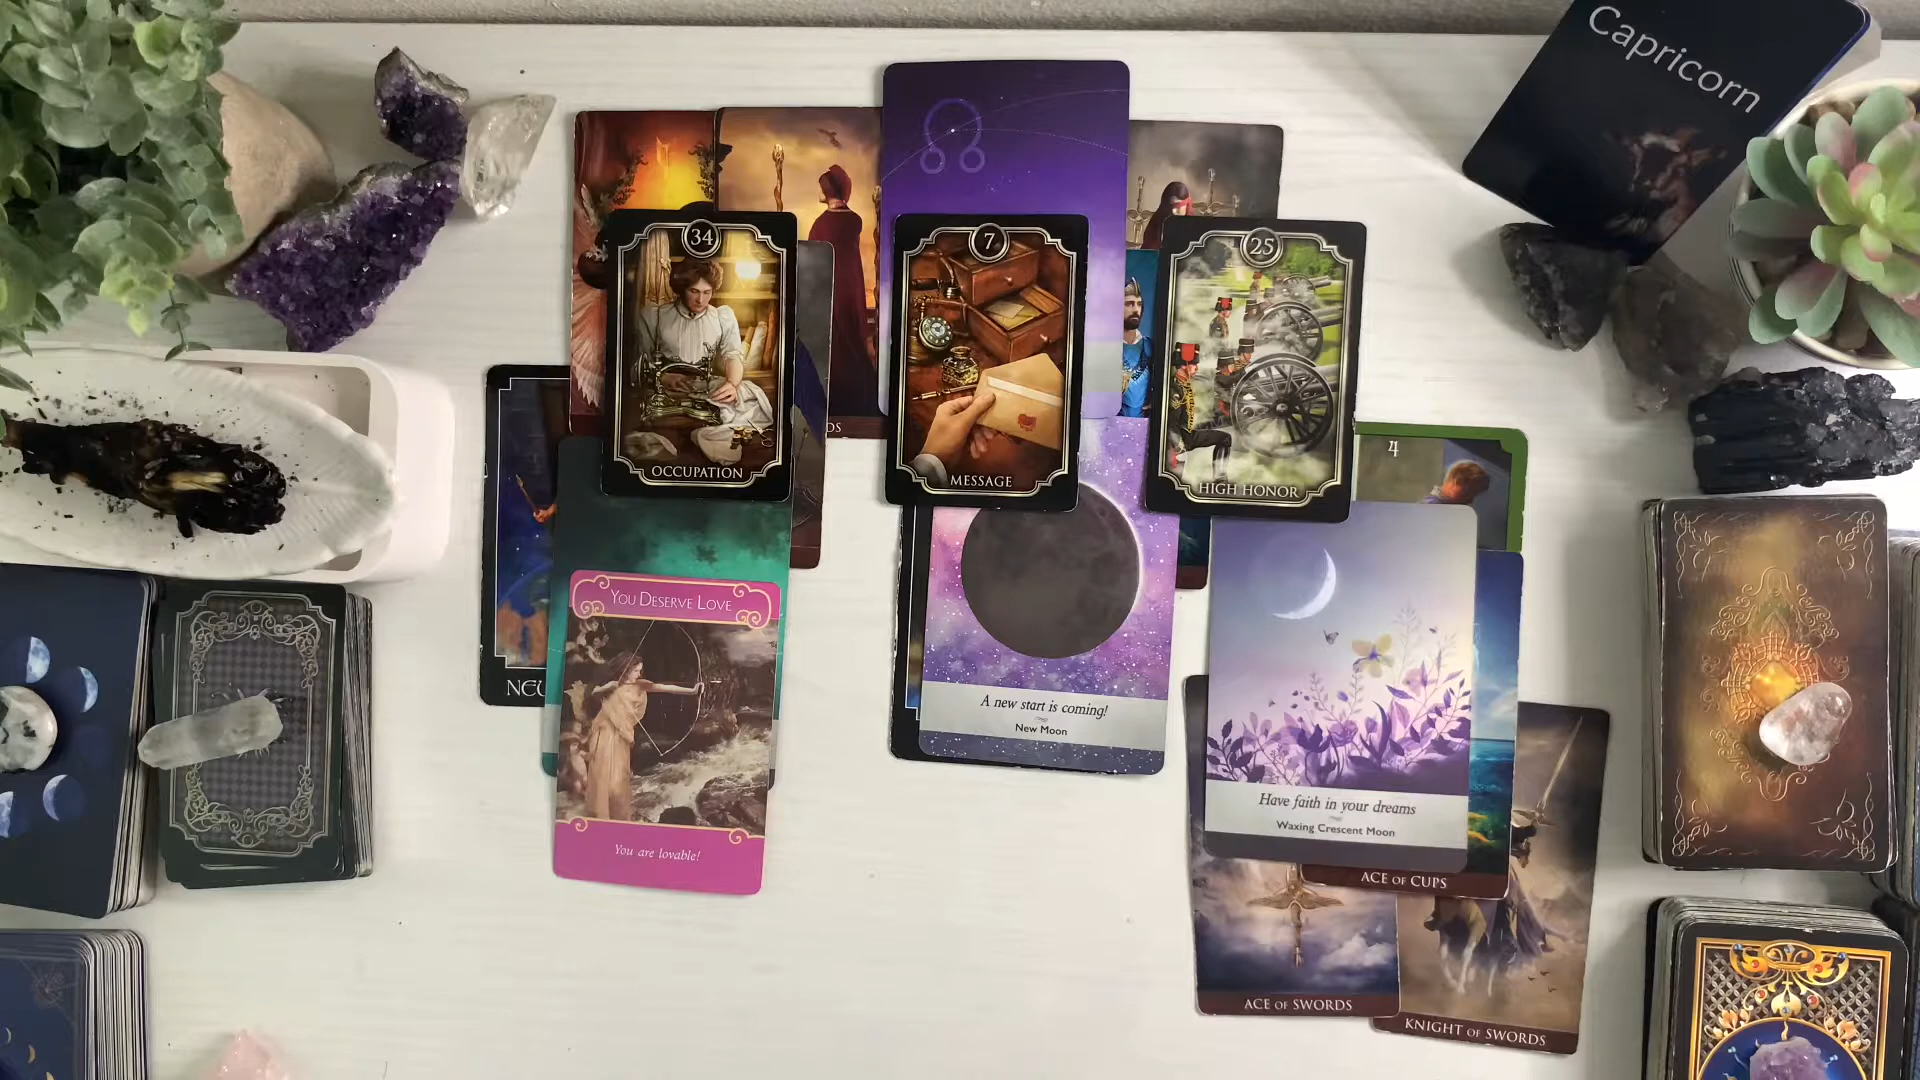 Capricorn
34
OCCUPATION
7
MESSAGE
25
HIGH HONOR
4
DS
NEU
YOU DESERVE LOVE
You are lovable!
A new start is coming!
New Moon
Have faith in your dreams
Waxing Crescent Moon
ACE OF CUPS
ACE OF SWORDS
KNIGHT OF SWORDS